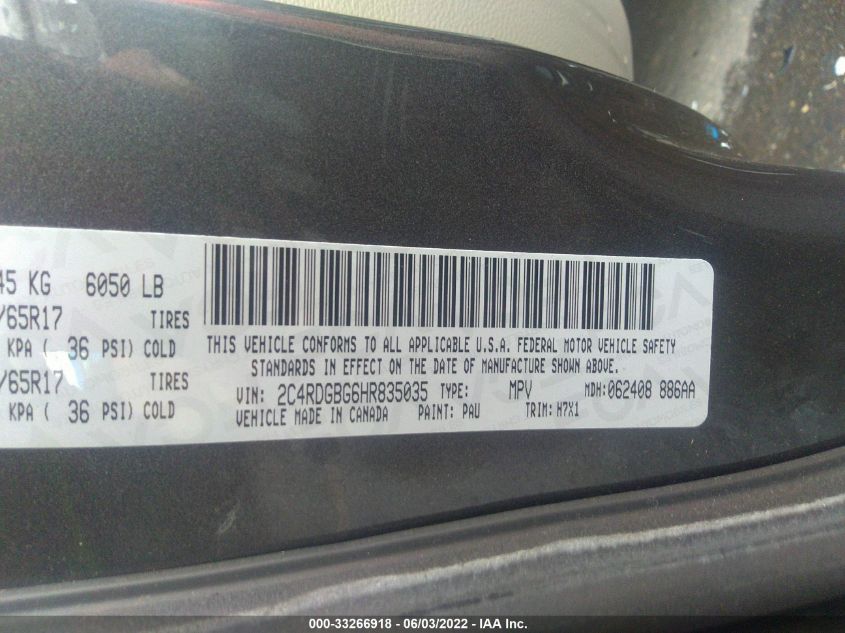 45 KG 6050 LB
/65R17 TIRES
KPA ( 36 PSI) COLD
/65R17 TIRES
KPA ( 36 PSI) COLD
THIS VEHICLE CONFORMS TO ALL APPLICABLE U.S.A. FEDERAL MOTOR VEHICLE SAFETY
STANDARDS IN EFFECT ON THE DATE OF MANUFACTURE SHOWN ABOVE.
VIN: 2C4RDGBG6HR835035 TYPE: MPV MDH:062408 886AA
VEHICLE MADE IN CANADA PAINT: PAU TRIM: H7X1
000-33266918 - 06/03/2022 - IAA Inc.